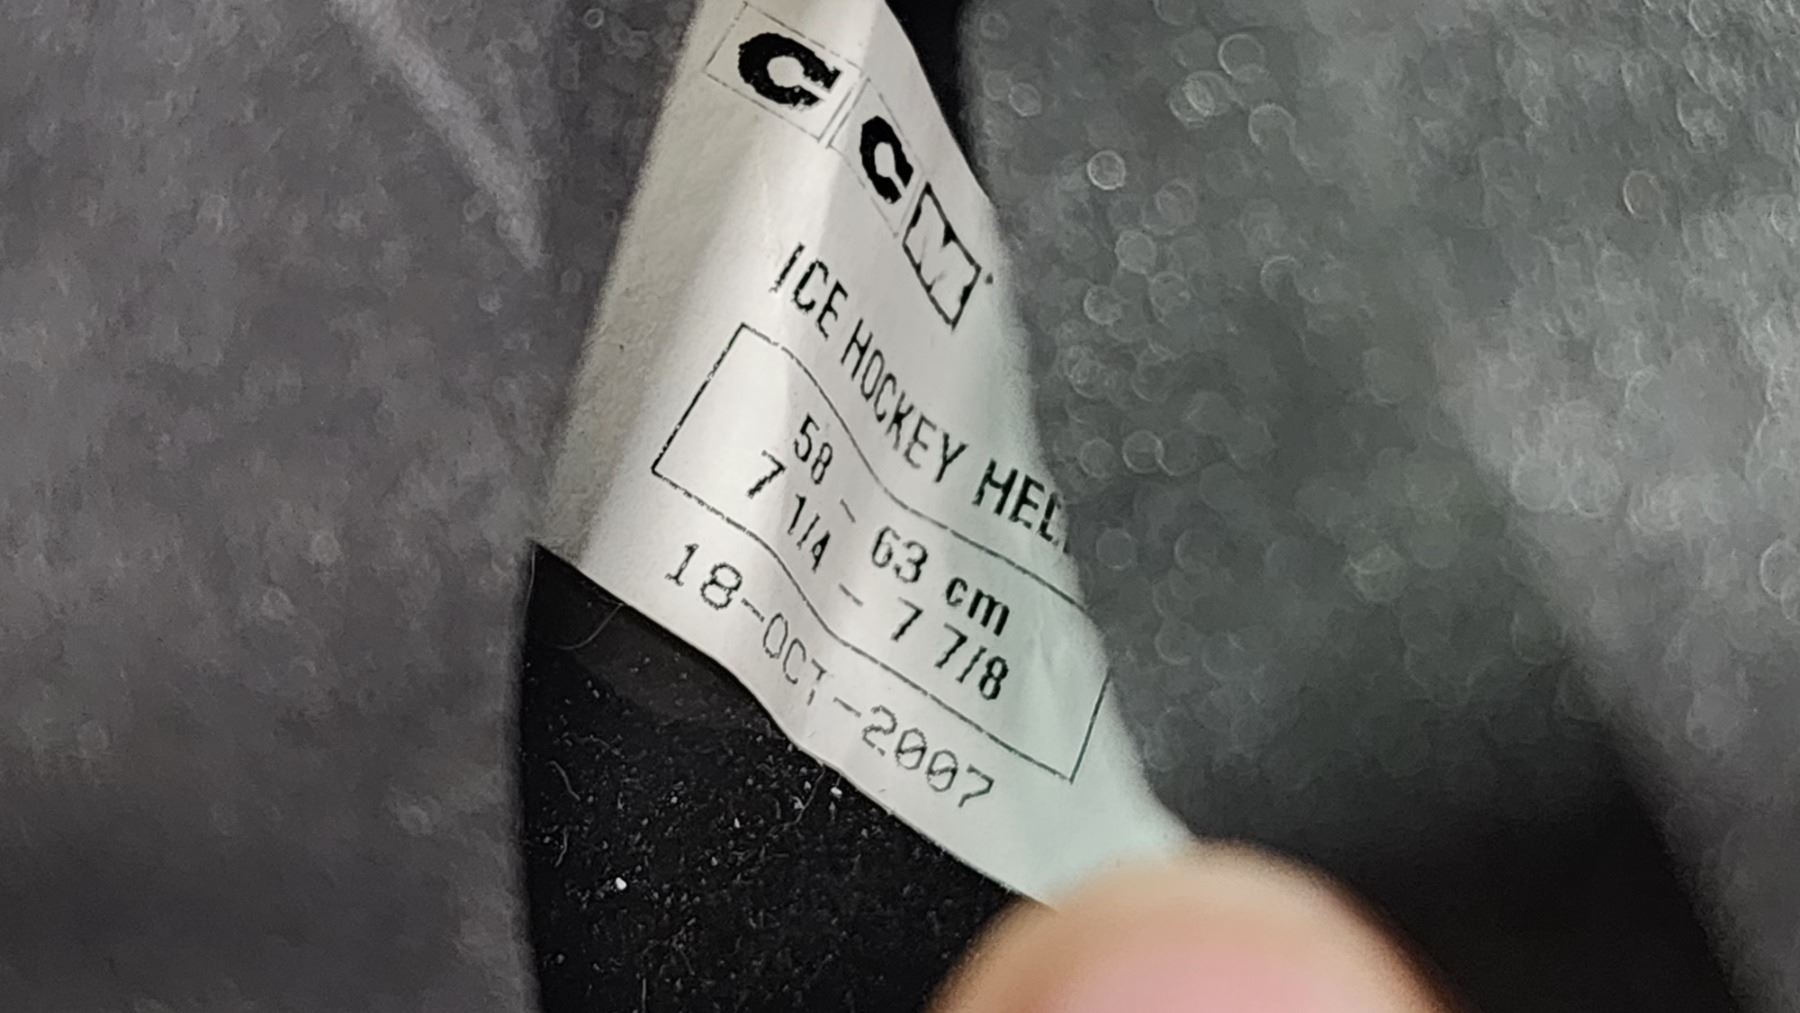 CCM
ICE HOCKEY HEL
58 - 63 cm
7 1/4 - 7 7/8
18-OCT-2007